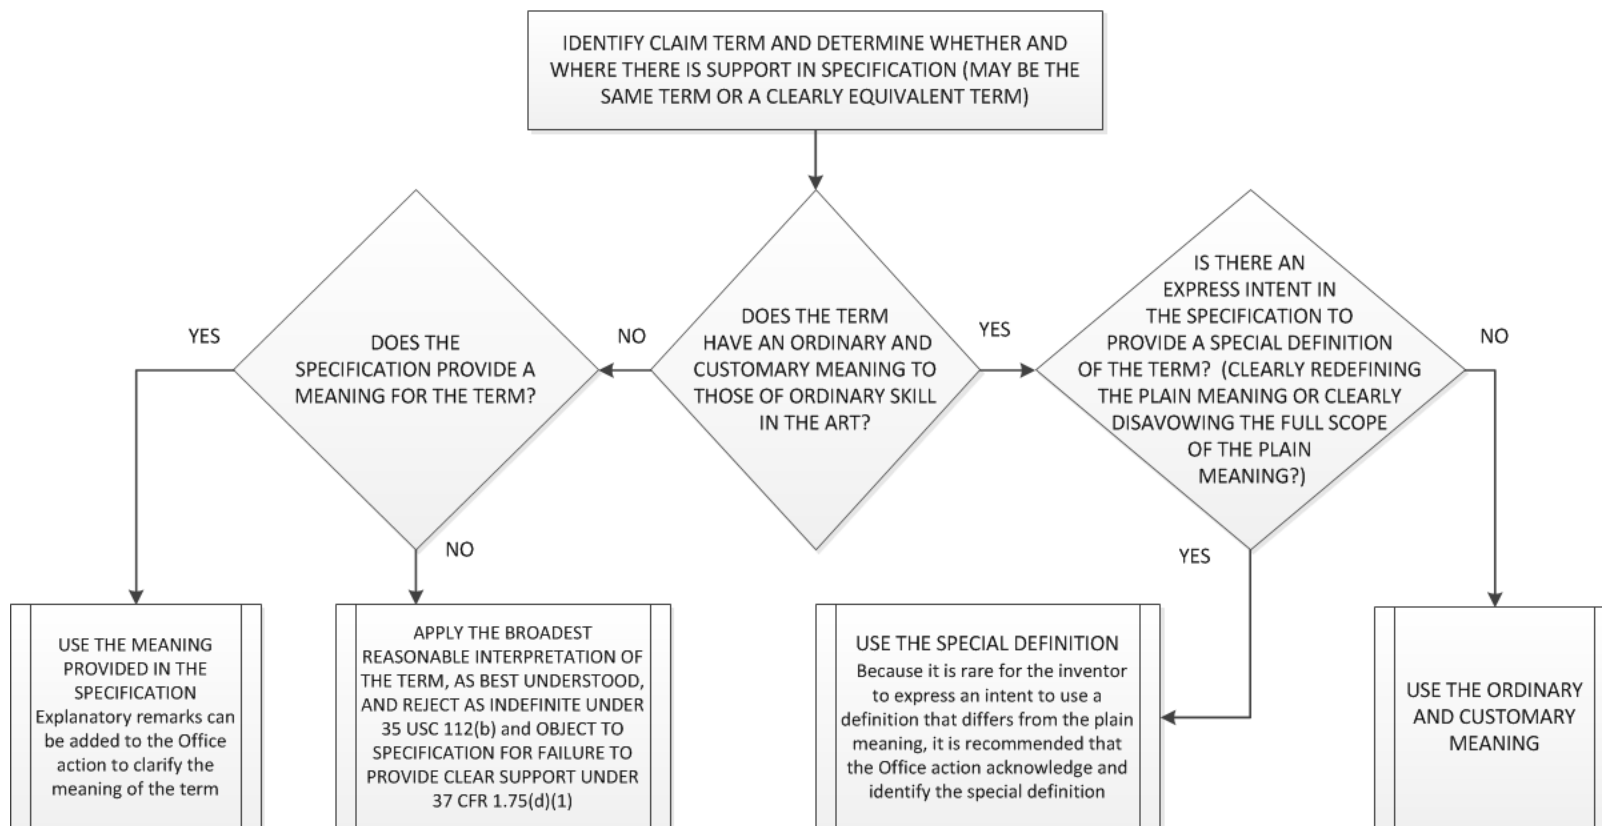 IDENTIFY CLAIM TERM AND DETERMINE WHETHER AND
WHERE THERE IS SUPPORT IN SPECIFICATION (MAY BE THE
SAME TERM OR A CLEARLY EQUIVALENT TERM)
YES
DOES THE
SPECIFICATION PROVIDE A
MEANING FOR THE TERM?
NO
DOES THE TERM
HAVE AN ORDINARY AND
CUSTOMARY MEANING TO
THOSE OF ORDINARY SKILL
IN THE ART?
YES
IS THERE AN
EXPRESS INTENT IN
THE SPECIFICATION TO
PROVIDE A SPECIAL DEFINITION
OF THE TERM? (CLEARLY REDEFINING
THE PLAIN MEANING OR CLEARLY
DISAVOWING THE FULL SCOPE
OF THE PLAIN
MEANING?)
NO
NO
YES
USE THE MEANING
PROVIDED IN THE
SPECIFICATION
Explanatory remarks can
be added to the Office
action to clarify the
meaning of the term
APPLY THE BROADEST
REASONABLE INTERPRETATION OF
THE TERM, AS BEST UNDERSTOOD,
AND REJECT AS INDEFINITE UNDER
35 USC 112(b) and OBJECT TO
SPECIFICATION FOR FAILURE TO
PROVIDE CLEAR SUPPORT UNDER
37 CFR 1.75(d)(1)
USE THE SPECIAL DEFINITION
Because it is rare for the inventor
to express an intent to use a
definition that differs from the plain
meaning, it is recommended that
the Office action acknowledge and
identify the special definition
USE THE ORDINARY
AND CUSTOMARY
MEANING